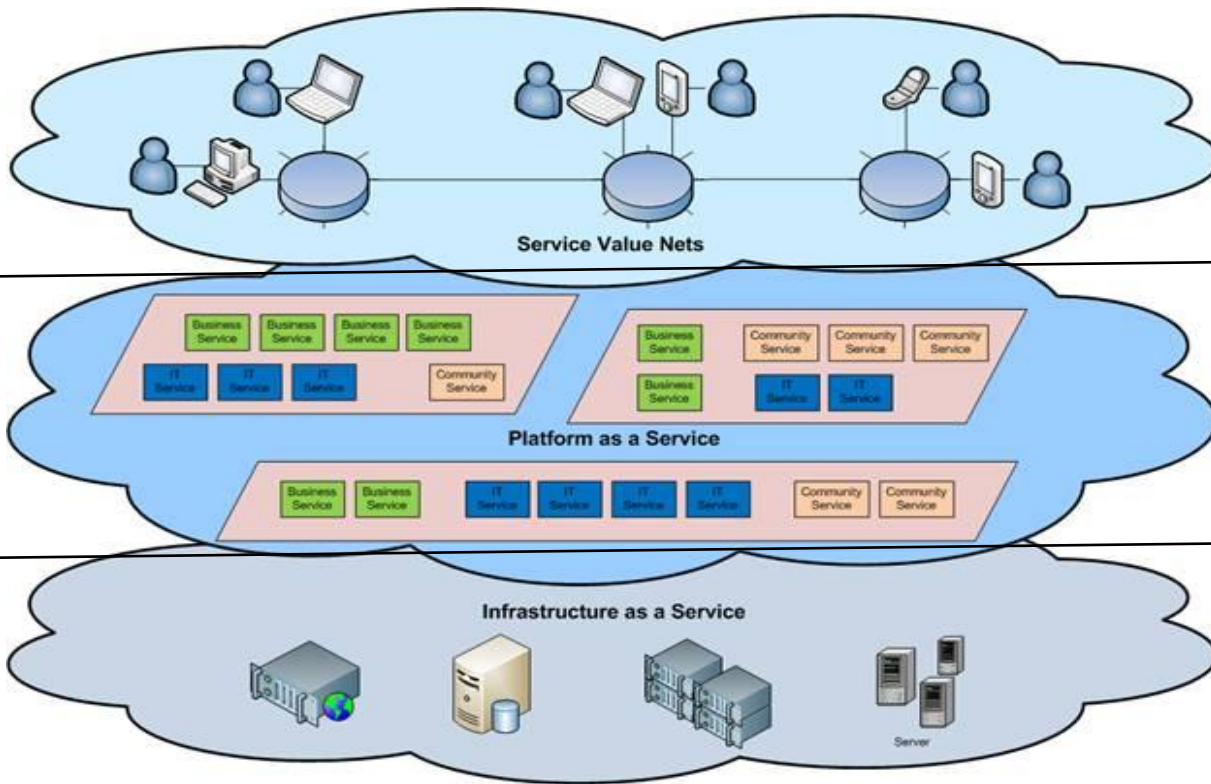 Service Value Nets
Business
Service
Business
Service
Business
Service
Business
Service
IT
Service
IT
Service
IT
Service
Community
Service
Business
Service
Community
Service
Community
Service
Community
Service
Business
Service
IT
Service
IT
Service
Platform as a Service
Business
Service
Business
Service
IT
Service
IT
Service
IT
Service
IT
Service
Community
Service
Community
Service
Infrastructure as a Service
Server